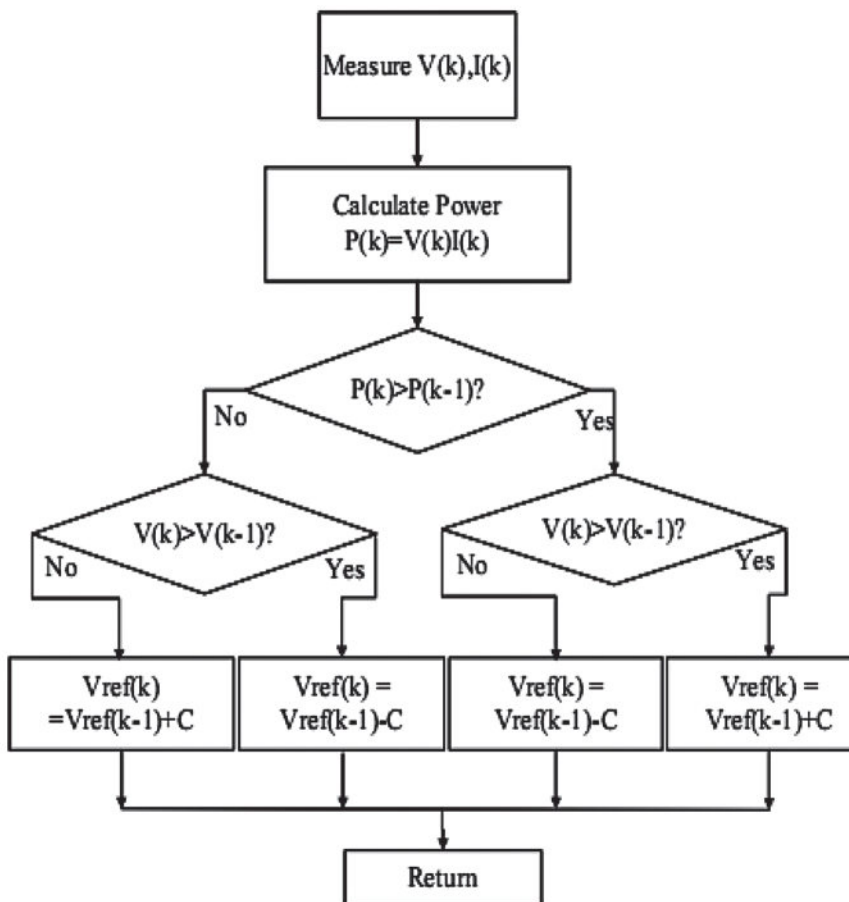 Measure V(k),I(k)
Calculate Power
P(k)=V(k)I(k)
P(k)>P(k-1)?
No
Yes
V(k)>V(k-1)?
No
Yes
V(k)>V(k-1)?
No
Yes
Vref(k)
=Vref(k-1)+C
Vref(k) =
Vref(k-1)-C
Vref(k) =
Vref(k-1)-C
Vref(k) =
Vref(k-1)+C
Return